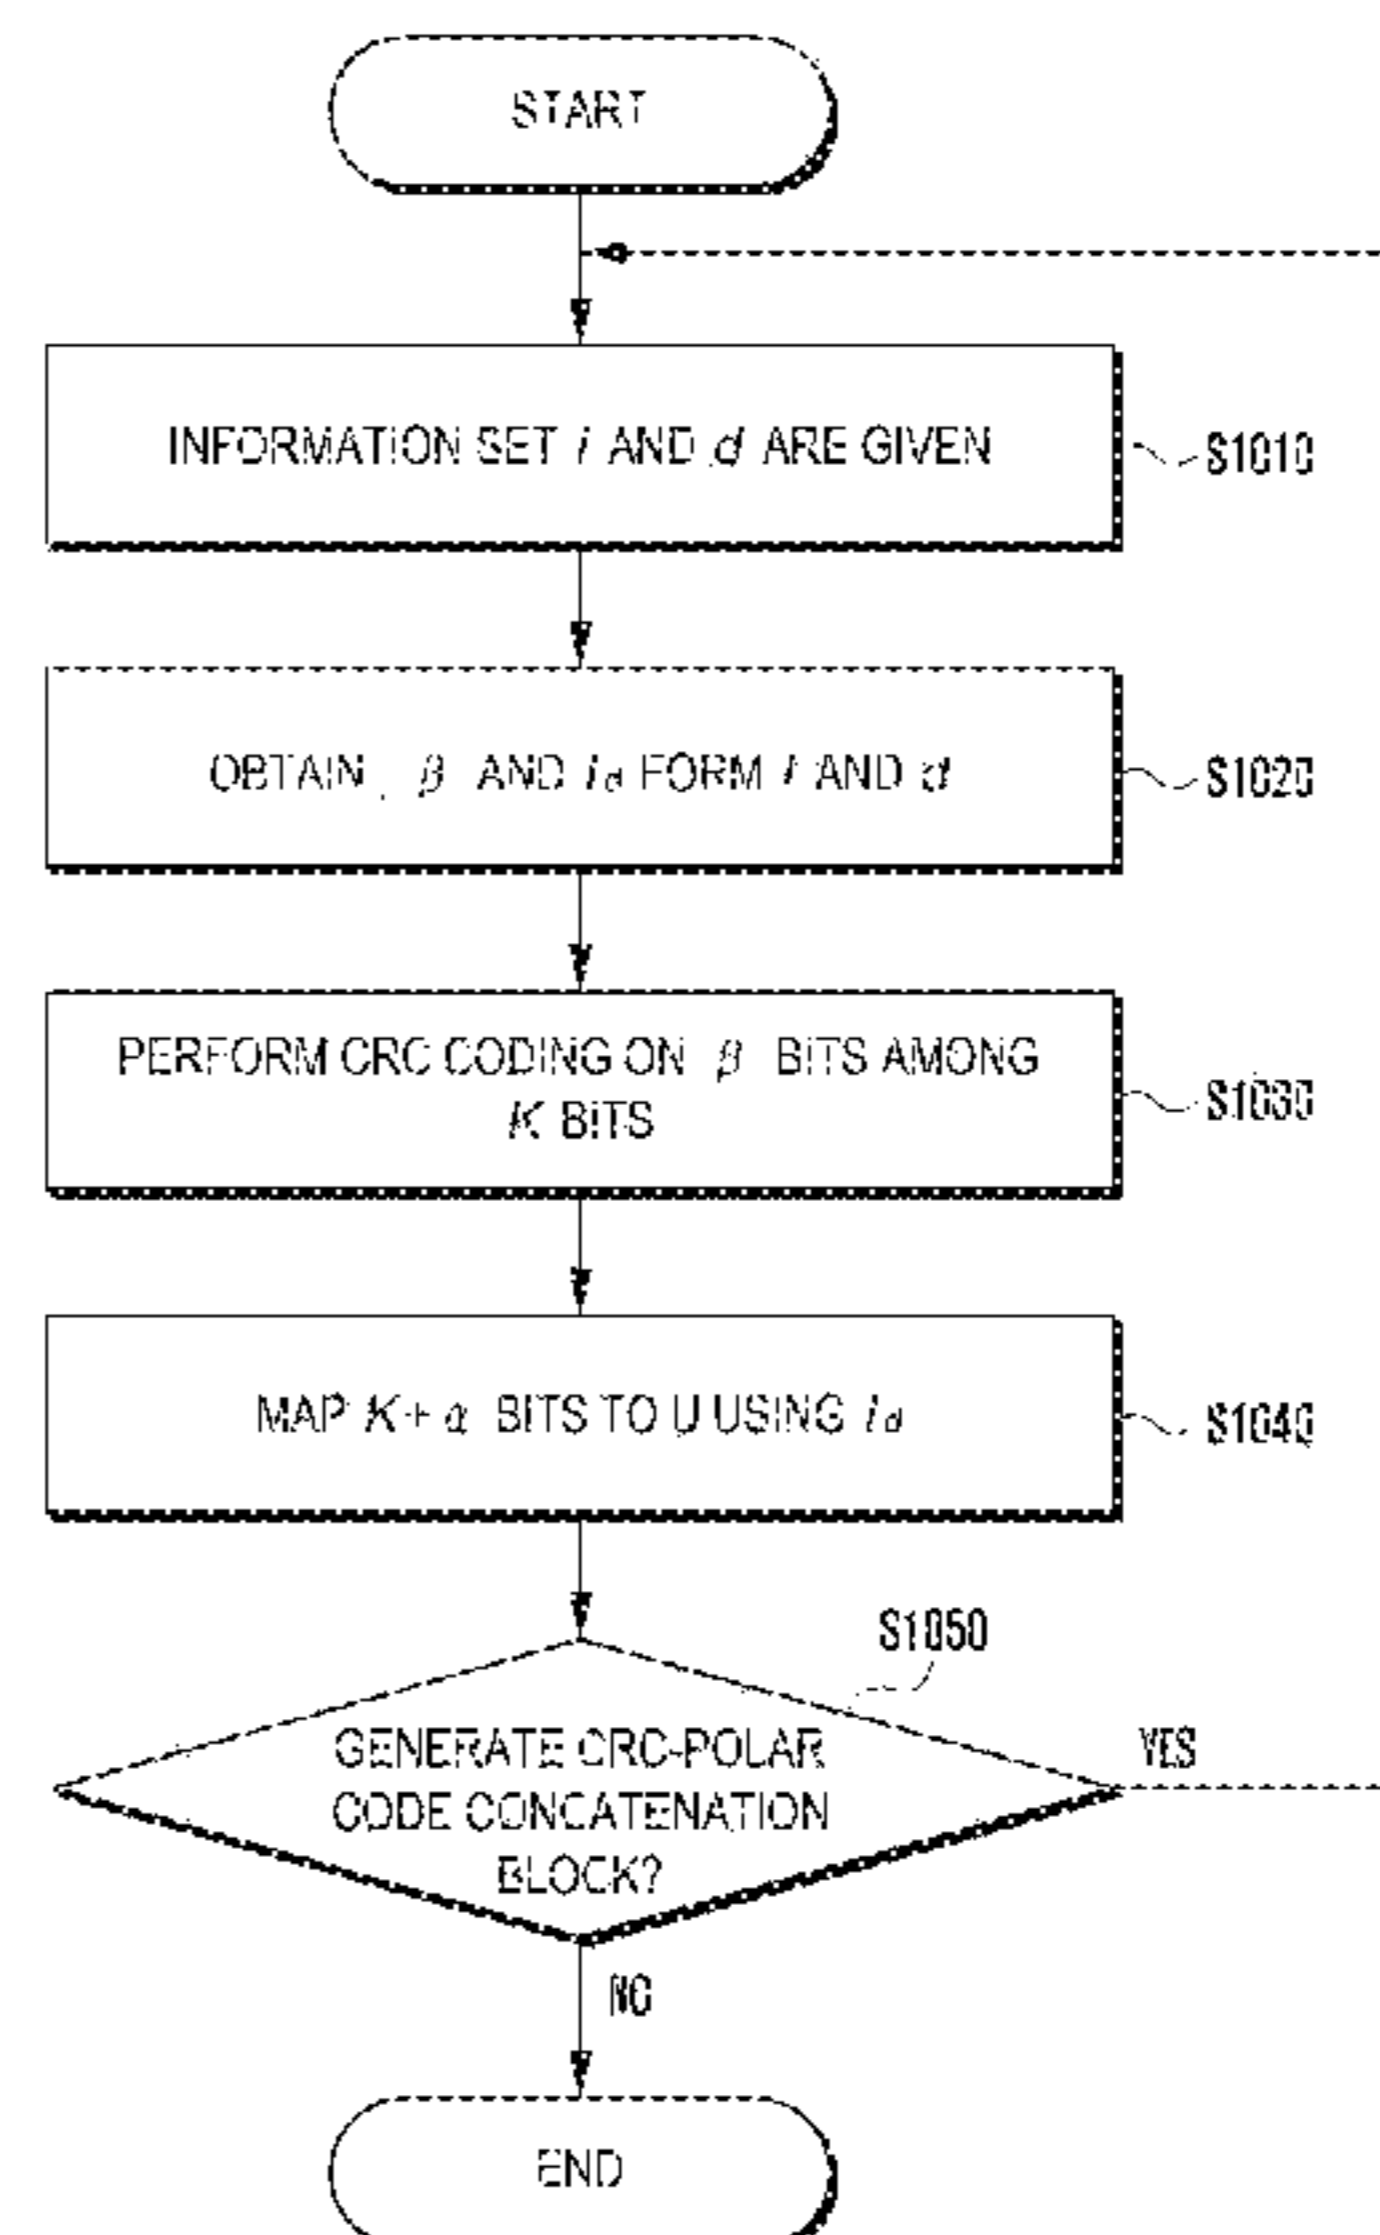 START
INFORMATION SET I AND d ARE GIVEN
S1010
OBTAIN , β AND Id FORM I AND d
S1020
PERFORM CRC CODING ON β BITS AMONG
K BITS
S1030
MAP K + α BITS TO U USING Id
S1040
S1050
GENERATE CRC-POLAR
CODE CONCATENATION
BLOCK?
YES
NO
END